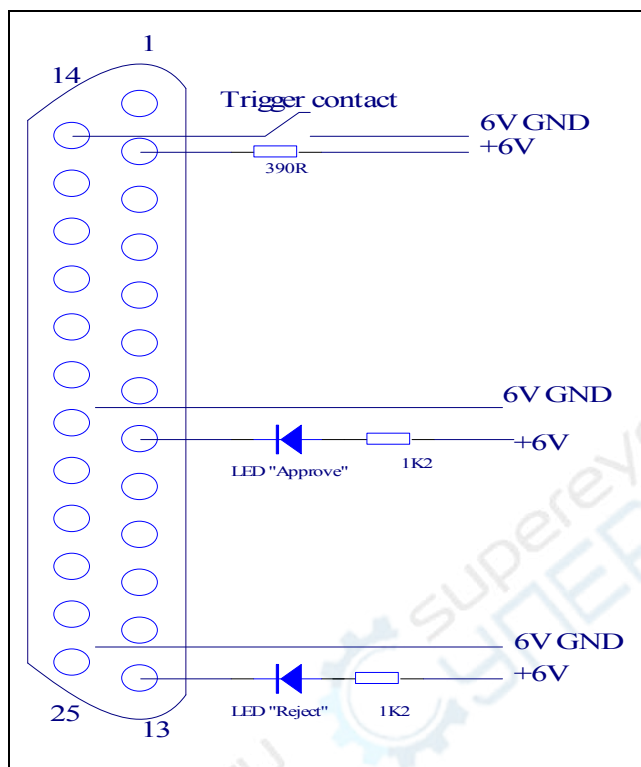 1
14
Trigger contact
6V GND
+6V
390R
6V GND
+6V
1K2
LED "Approve"
6V GND
+6V
LED "Reject"
1K2
25
13
supereye